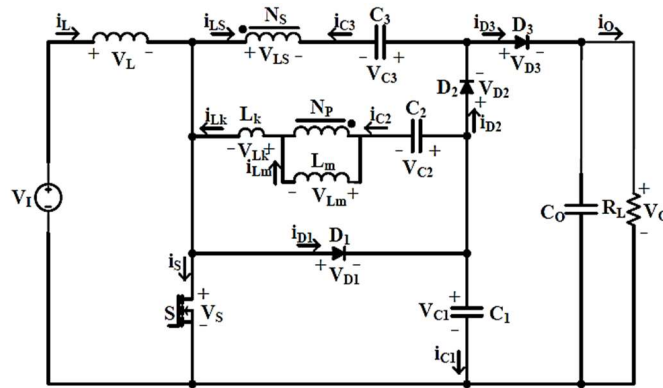 iL
NS
iLS
iC3
C3
iD3
D3
iO
+ VL -
+ VLS -
- VC3 +
+ VD3 -
D2
- VD2 +
iD2
iLk
Lk
NP
iC2
C2
- VLk +
iLm
Lm
- VLm +
- VC2 +
VI
+ -
CO
RL
+ VO -
iD1
D1
+ VD1 -
iS
S
+ VS -
+ VC1 -
C1
iC1